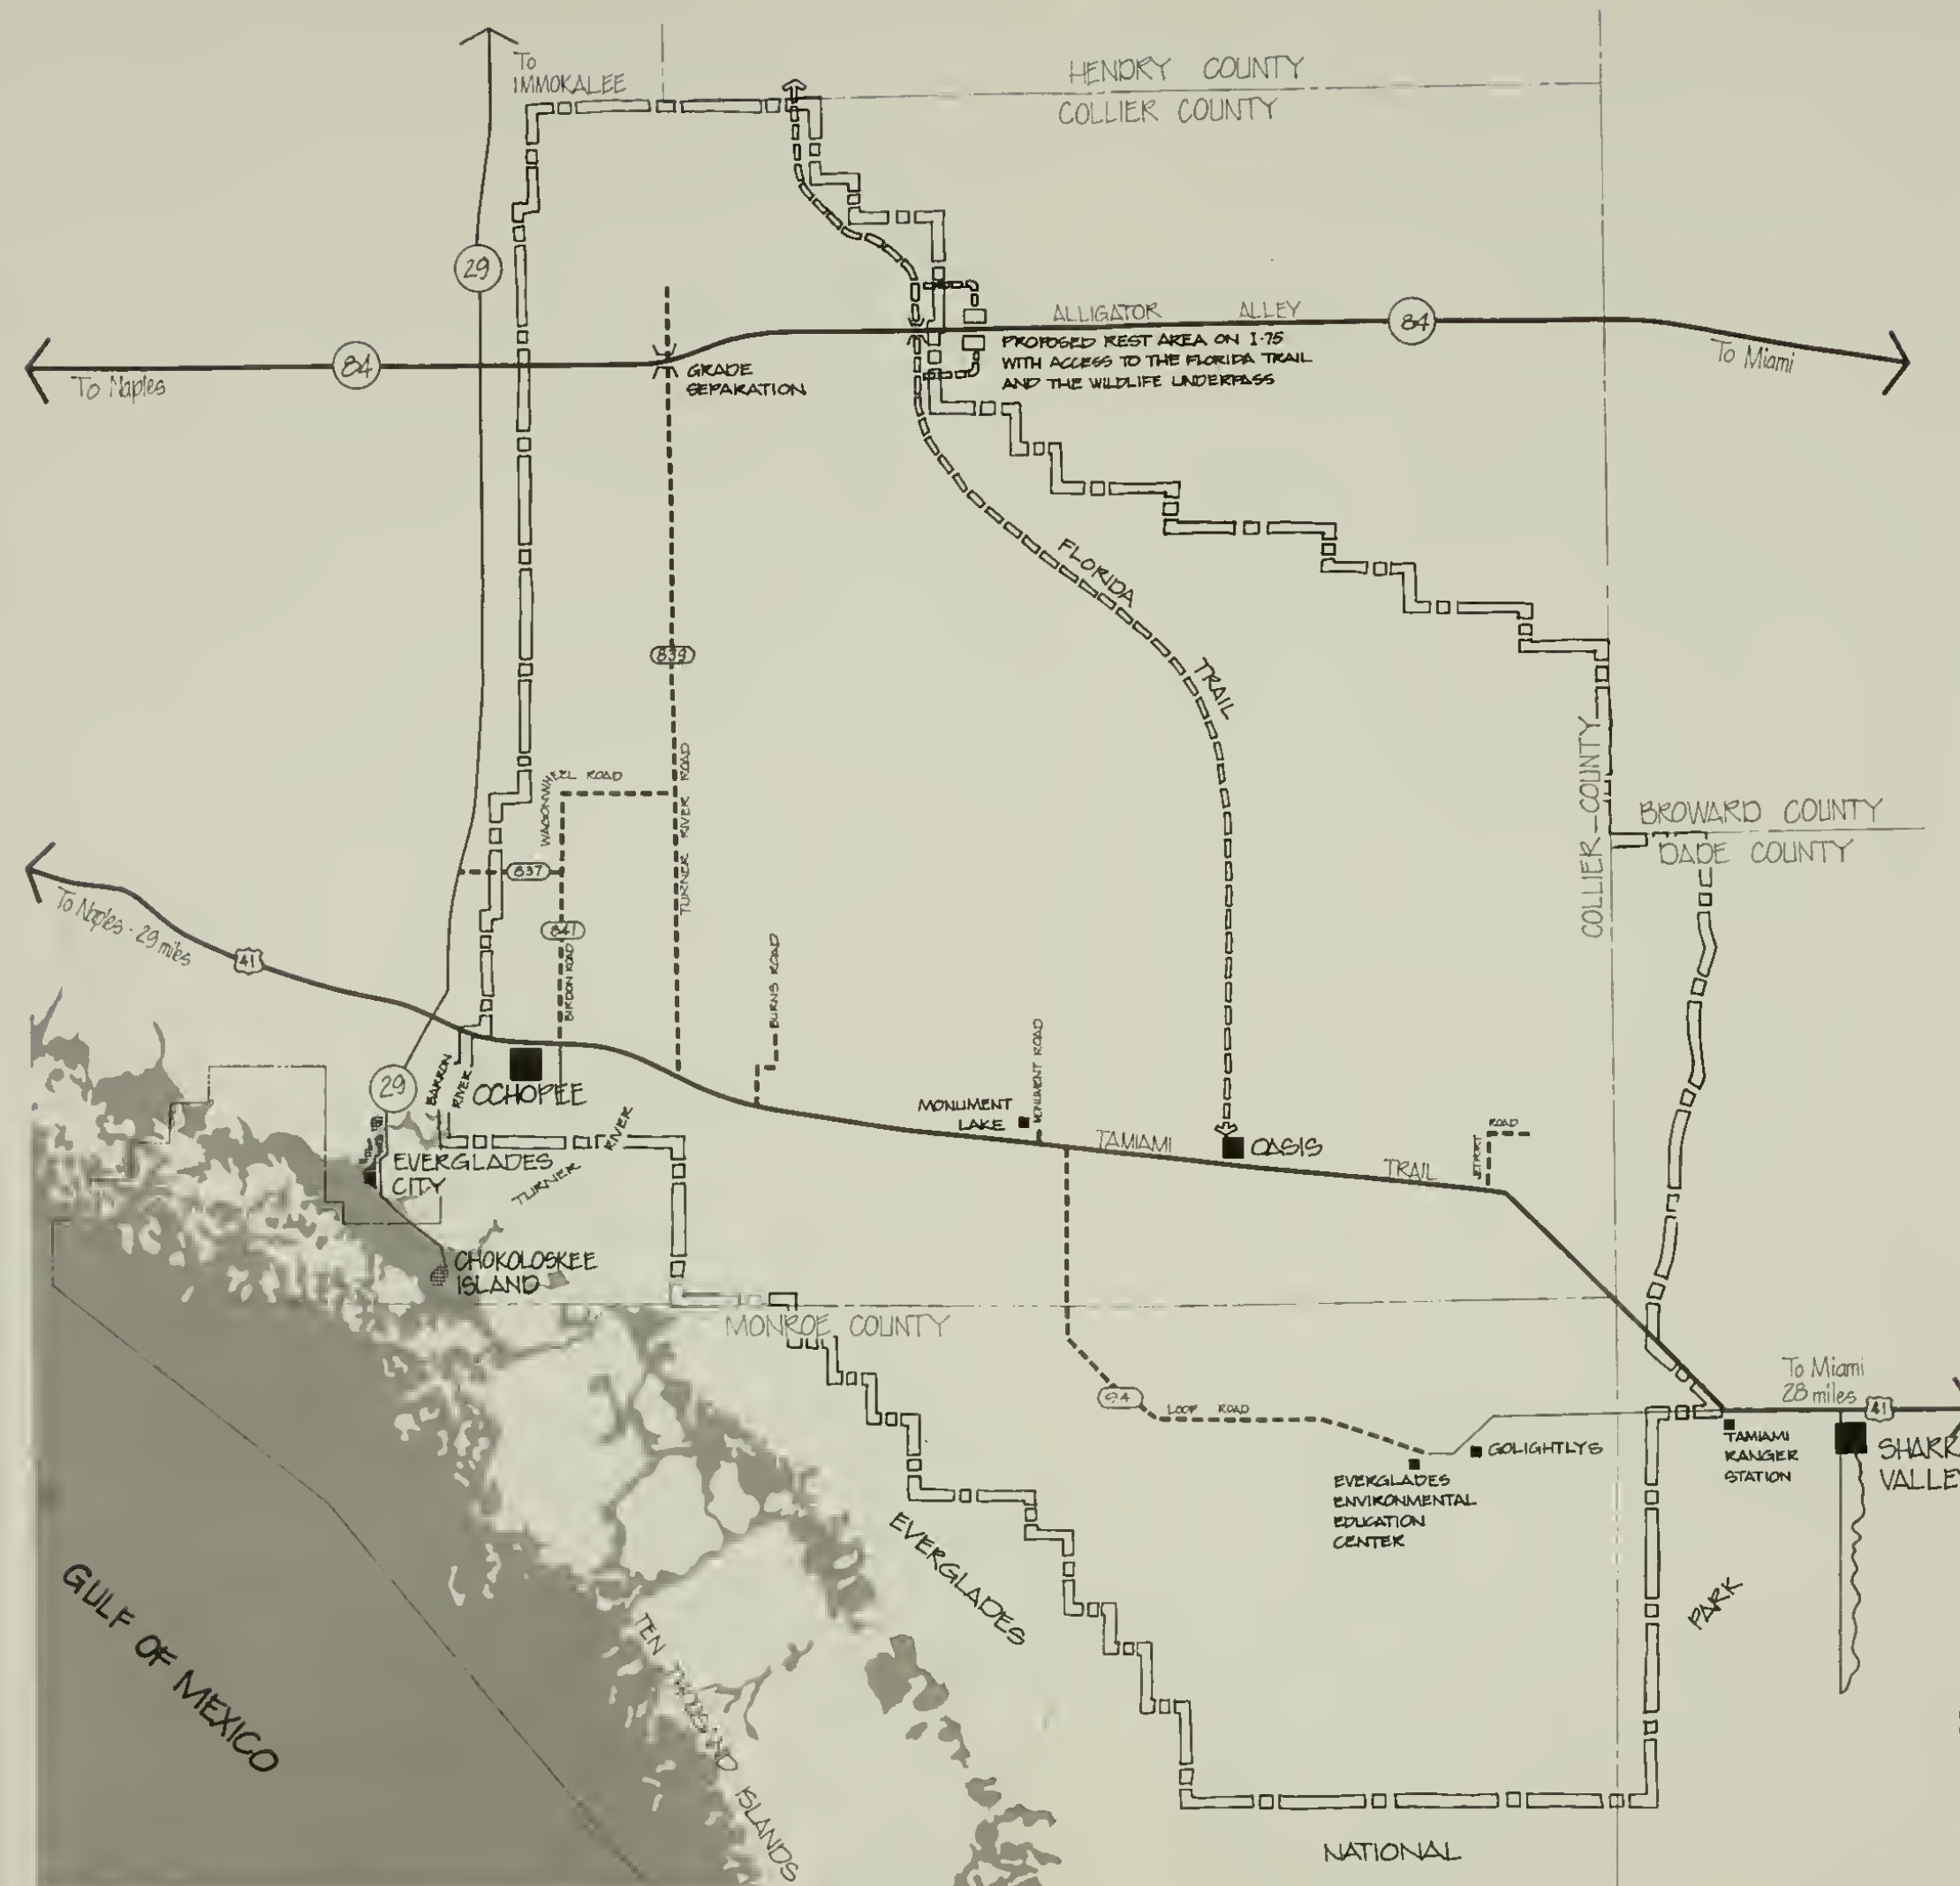 To
IMMOKALEE
HENDRY COUNTY
COLLIER COUNTY
29
ALLIGATOR ALLEY
84
PROPOSED REST AREA ON I-75
WITH ACCESS TO THE FLORIDA TRAIL
AND THE WILDLIFE UNDERPASS
To Miami
84
To Naples
GRADE
SEPARATION
FLORIDA
TRAIL
839
COLLIER COUNTY
WAGONWHEEL ROAD
TURNER RIVER ROAD
BROWARD COUNTY
DADE COUNTY
837
841
BIRDON ROAD
To Naples - 29 miles
41
BURNS ROAD
29
BARRON
RIVER
OCHOPEE
MONUMENT
LAKE
MONUMENT ROAD
TAMIAMI
TRAIL
OASIS
JETPORT
ROAD
EVERGLADES
CITY
TURNER RIVER
CHOKOLOSKEE
ISLAND
MONROE COUNTY
94
LOOP ROAD
To Miami
28 miles
41
GOLIGHTLYS
TAMIAMI
RANGER
STATION
SHARK
VALLEY
EVERGLADES
ENVIRONMENTAL
EDUCATION
CENTER
EVERGLADES
PARK
GULF OF MEXICO
TEN THOUSAND ISLANDS
NATIONAL